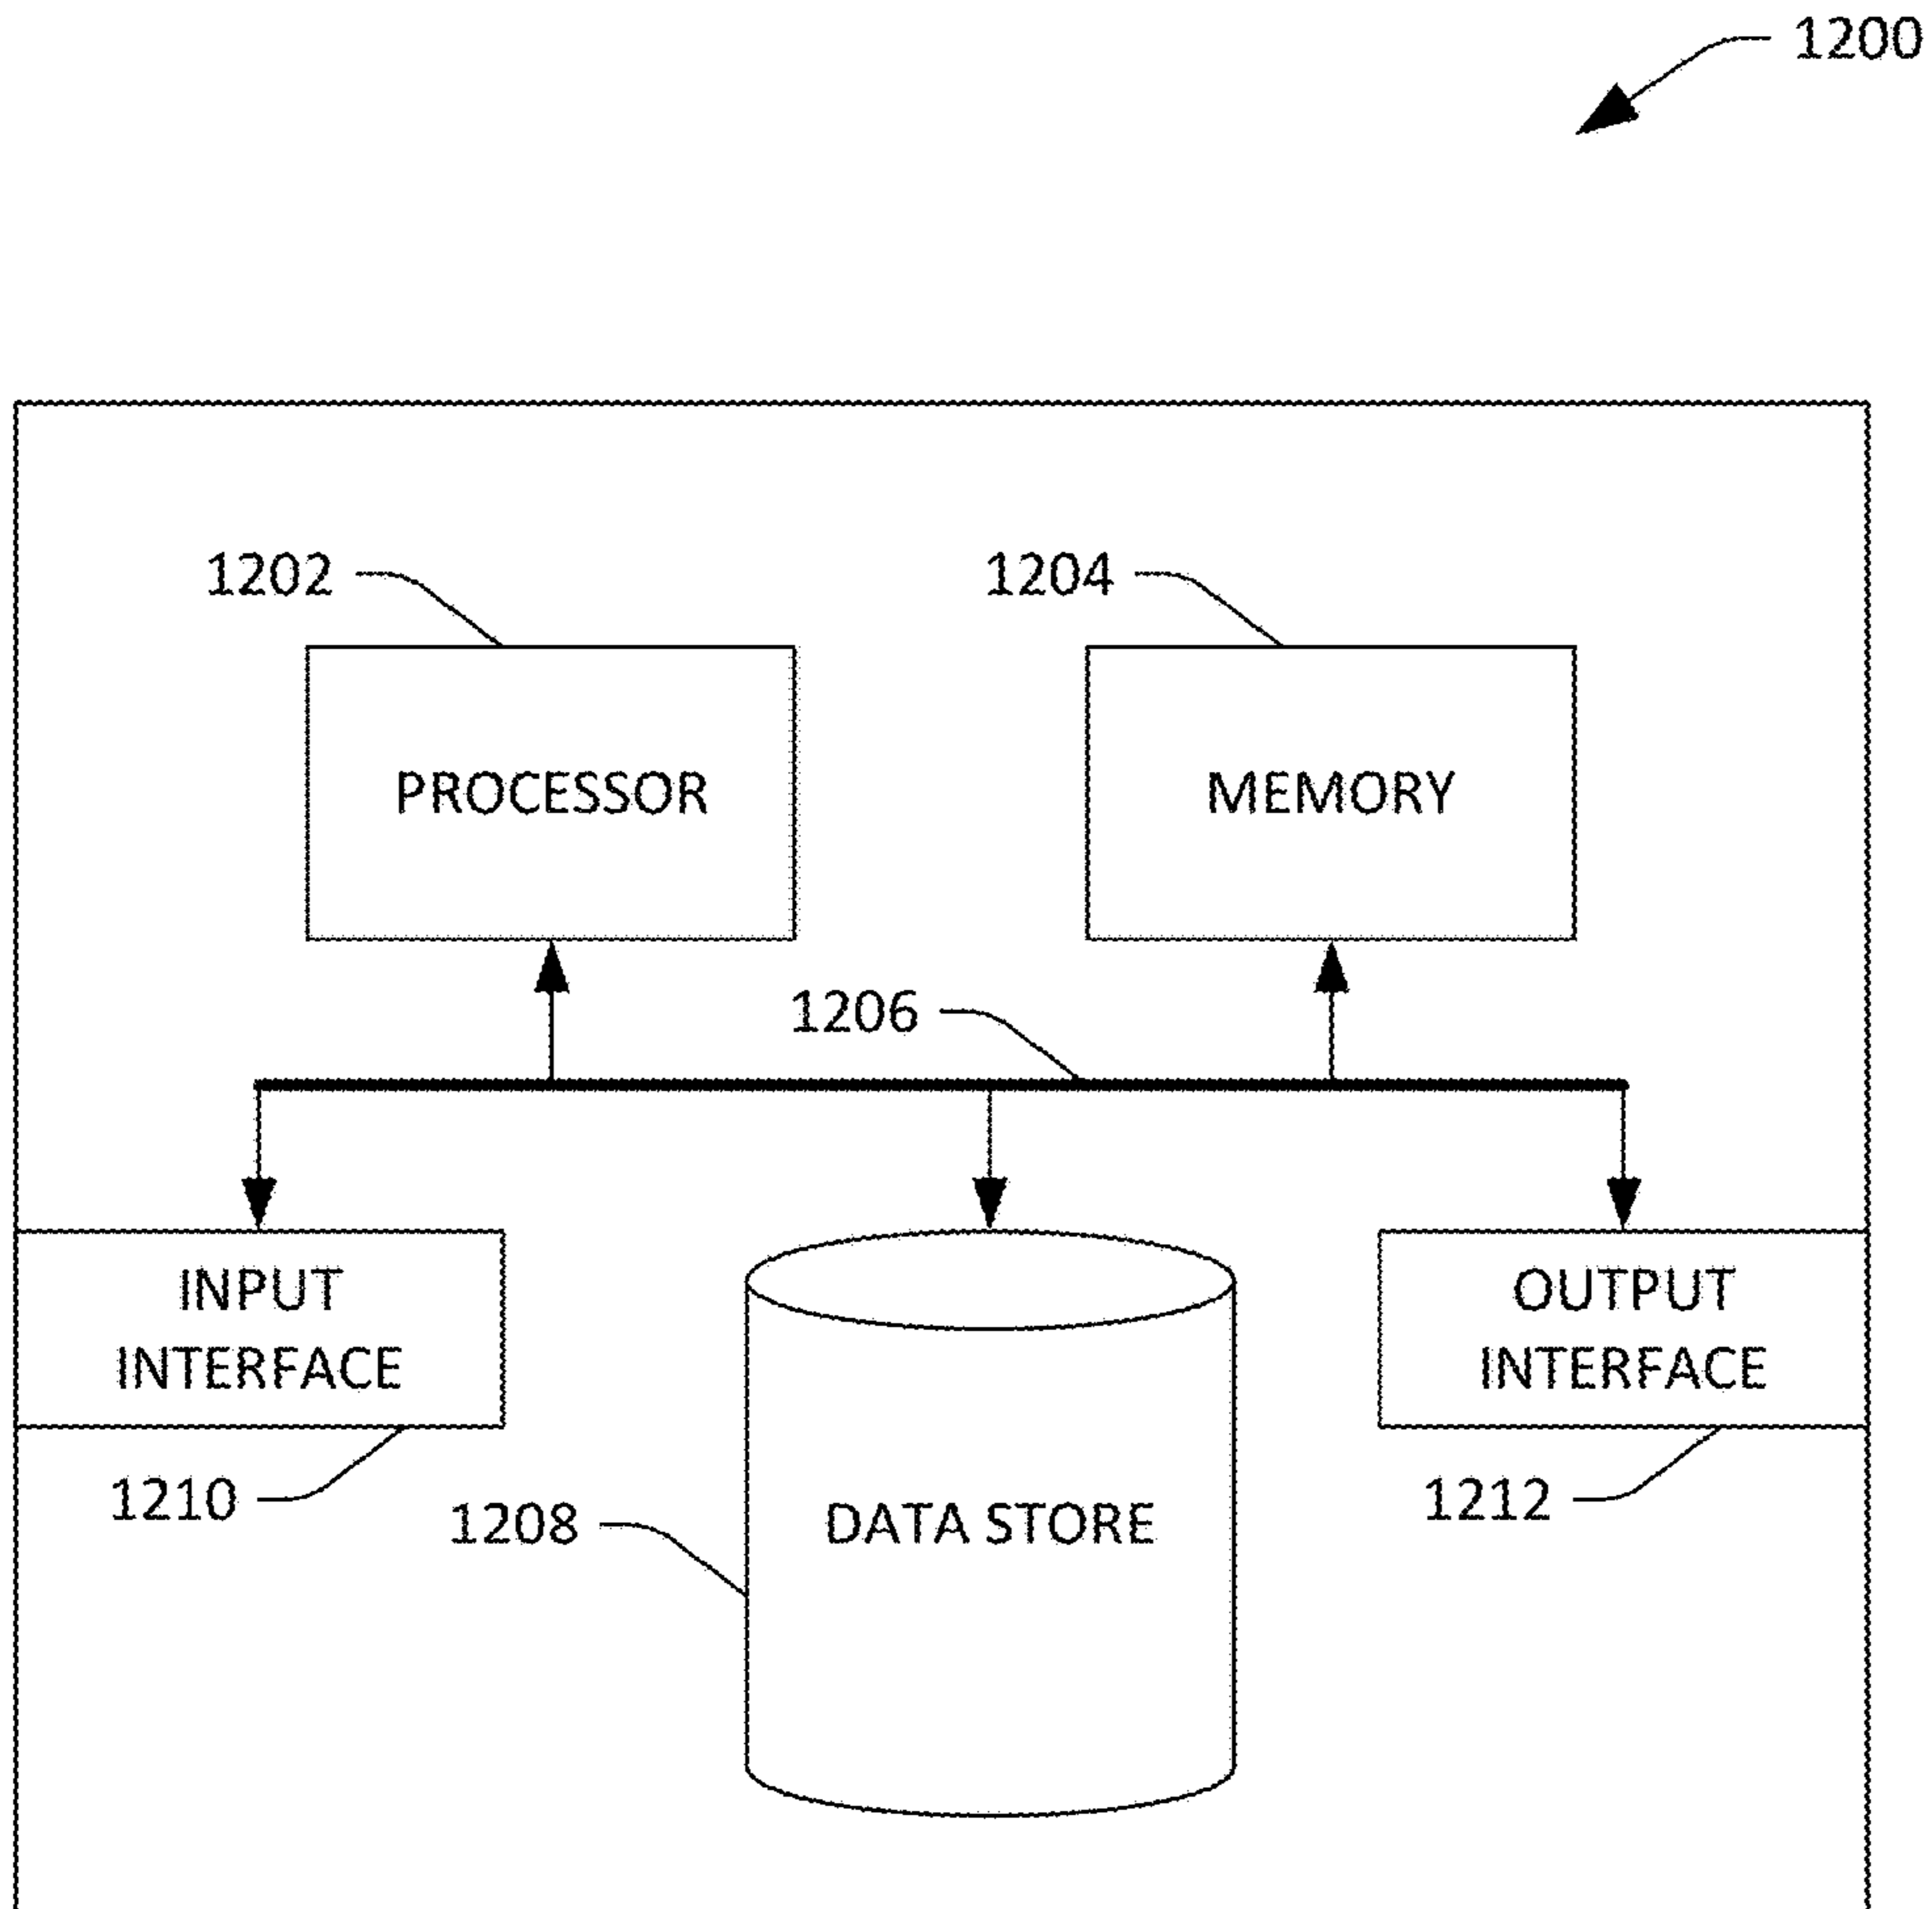 1200
1202
1204
PROCESSOR
MEMORY
1206
INPUT
INTERFACE
OUTPUT
INTERFACE
1210
1208
DATA STORE
1212